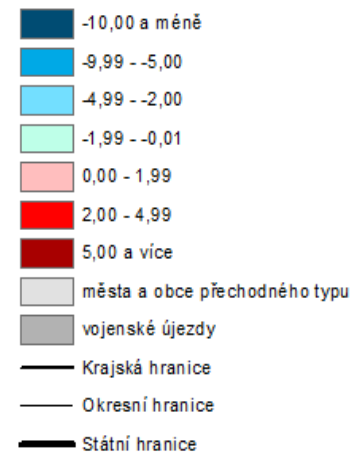 -10,00 a méně
-9,99 - -5,00
-4,99 - -2,00
-1,99 - -0,01
0,00 - 1,99
2,00 - 4,99
5,00 a více
města a obce přechodného typu
vojenské újezdy
Krajská hranice
Okresní hranice
Státní hranice